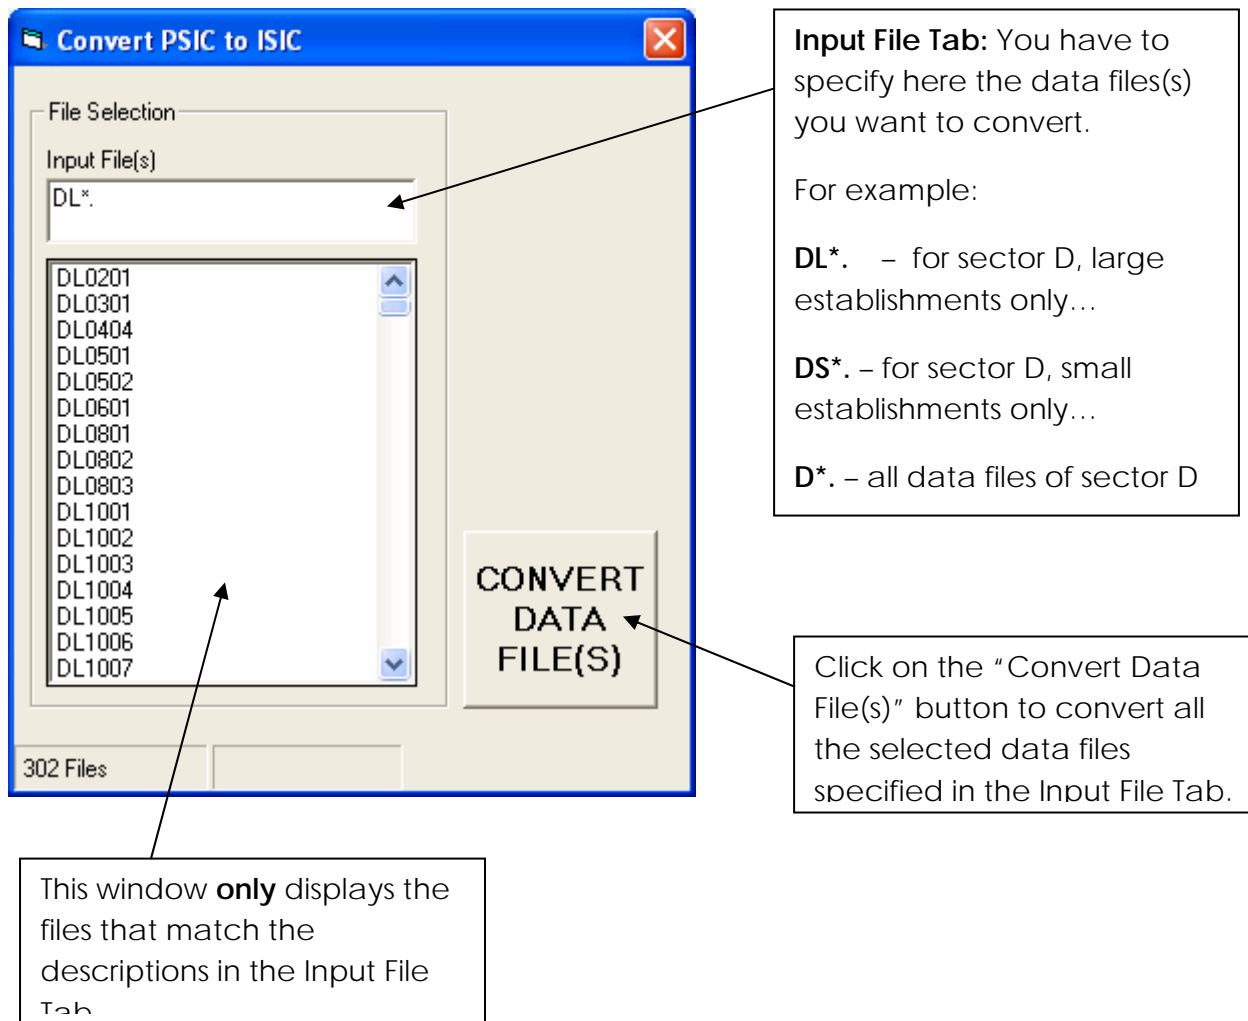 Convert PSIC to ISIC
File Selection
Input File(s)
DL*.
DL0201
DL0301
DL0404
DL0501
DL0502
DL0601
DL0801
DL0802
DL0803
DL1001
DL1002
DL1003
DL1004
DL1005
DL1006
DL1007
CONVERT
DATA
FILE(S)
302 Files
Input File Tab: You have to
specify here the data files(s)
you want to convert.
For example:
DL*. – for sector D, large
establishments only…
DS*. – for sector D, small
establishments only…
D*. – all data files of sector D
Click on the "Convert Data
File(s)" button to convert all
the selected data files
specified in the Input File Tab.
This window only displays the
files that match the
descriptions in the Input File
Tab